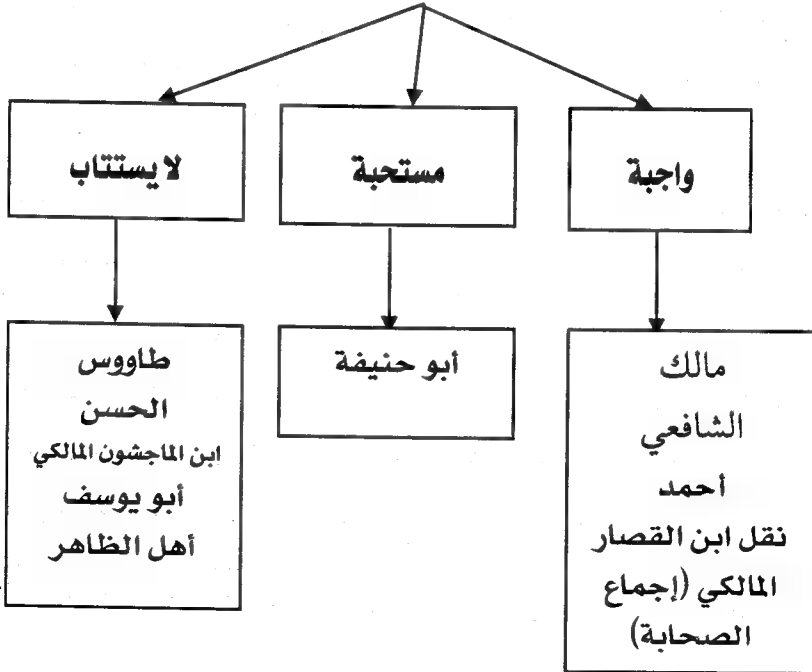 واجبة
مستحبة
لا يستتاب
مالك
الشافعي
أحمد
نقل ابن القصار
المالكي (إجماع
الصحابة)
أبو حنيفة
طاووس
الحسن
ابن الماجشون المالكي
أبو يوسف
أهل الظاهر